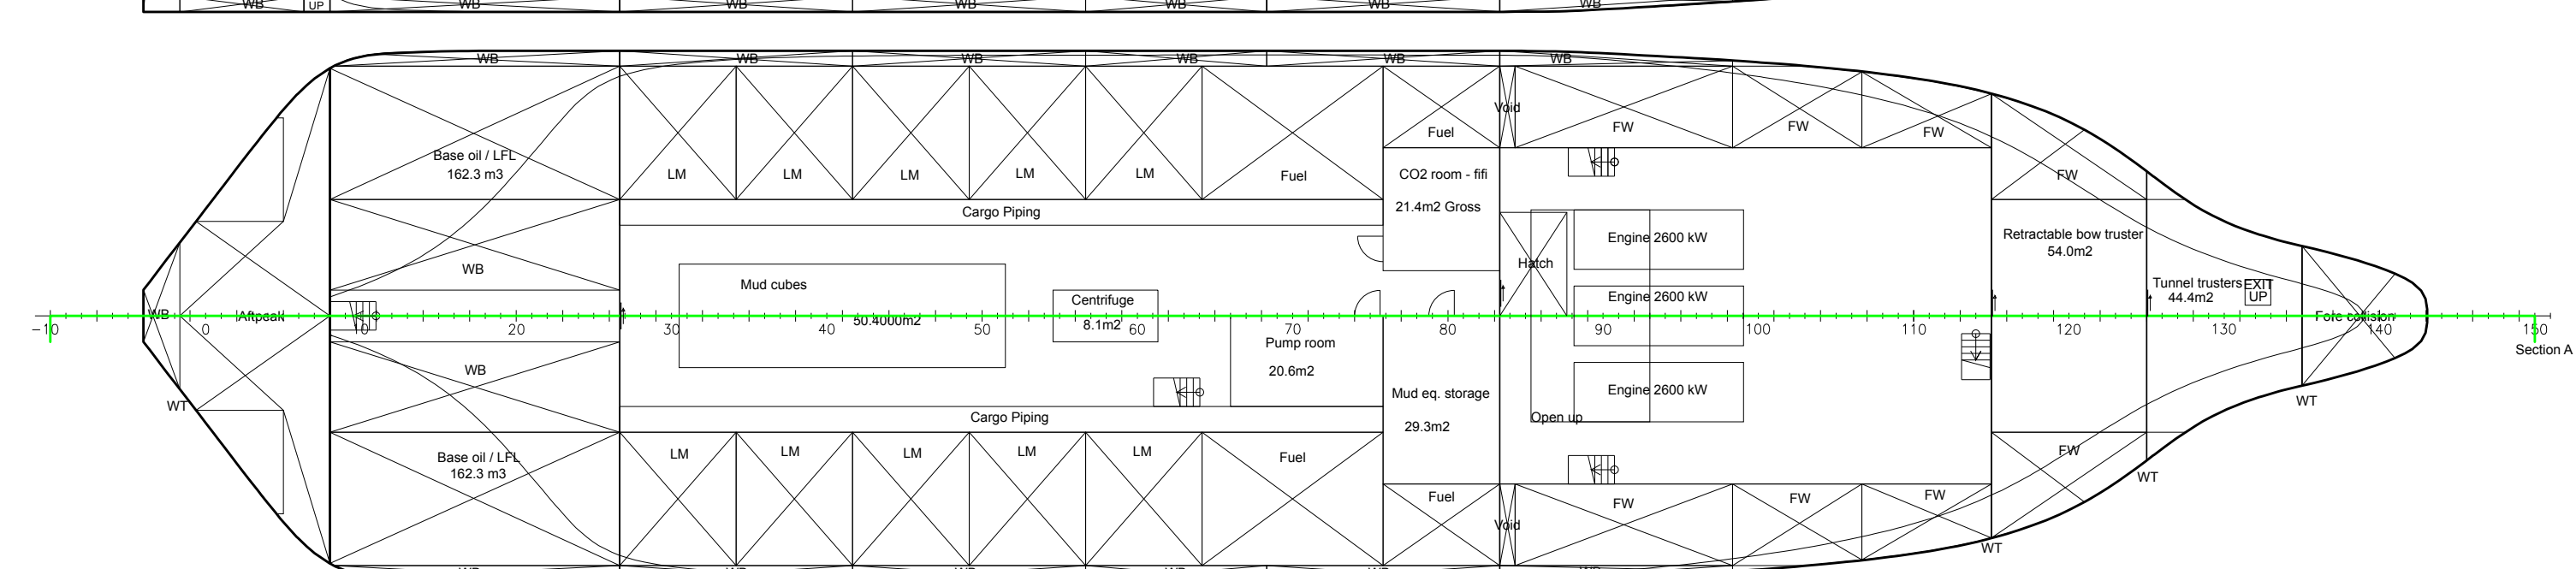 WB
UP
WB
WB
WB
WB
WB
WB
WB
WB
WB
WB
WB
Void
Fuel
FW
FW
FW
Base oil / LFL
162.3 m3
LM
LM
LM
LM
LM
Fuel
CO2 room - fifi
21.4m2 Gross
FW
Cargo Piping
Retractable bow truster
54.0m2
Engine 2600 kW
WB
Hatch
Mud cubes
Tunnel trusters
44.4m2
EXIT
UP
Centrifuge
8.1m2
Engine 2600 kW
WB
Aftpeak
50.4000m2
Fore collision
-10 0 10 20 30 40 50 60 70 80 90 100 110 120 130 140 150
Section A
Pump room
20.6m2
WB
Mud eq. storage
29.3m2
Engine 2600 kW
WT
WT
Cargo Piping
Open up
Base oil / LFL
162.3 m3
LM
LM
LM
LM
LM
Fuel
FW
WT
Fuel
FW
FW
FW
Void
WT